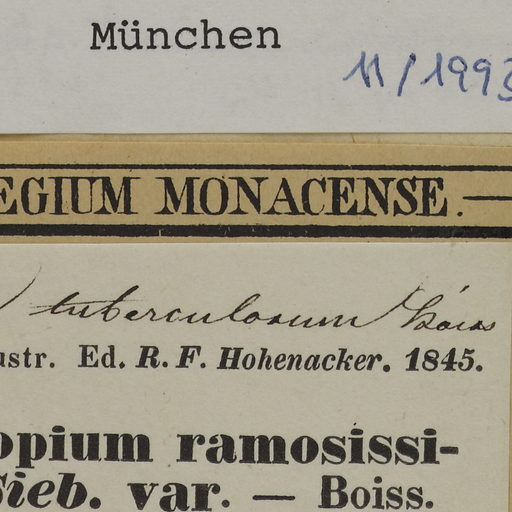 München
11/1993
EGIUM MONACENSE.
tuberculosum Boiss
ustr. Ed. R. F. Hohenacker. 1845.
opium ramosissi-
Sieb. var. — Boiss.